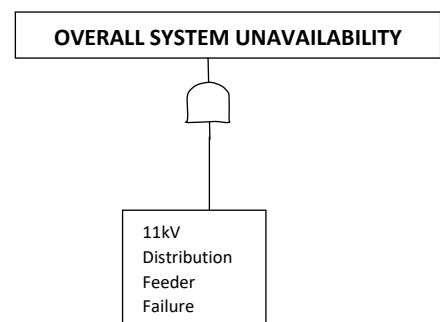 OVERALL SYSTEM UNAVAILABILITY
11kV
Distribution
Feeder
Failure